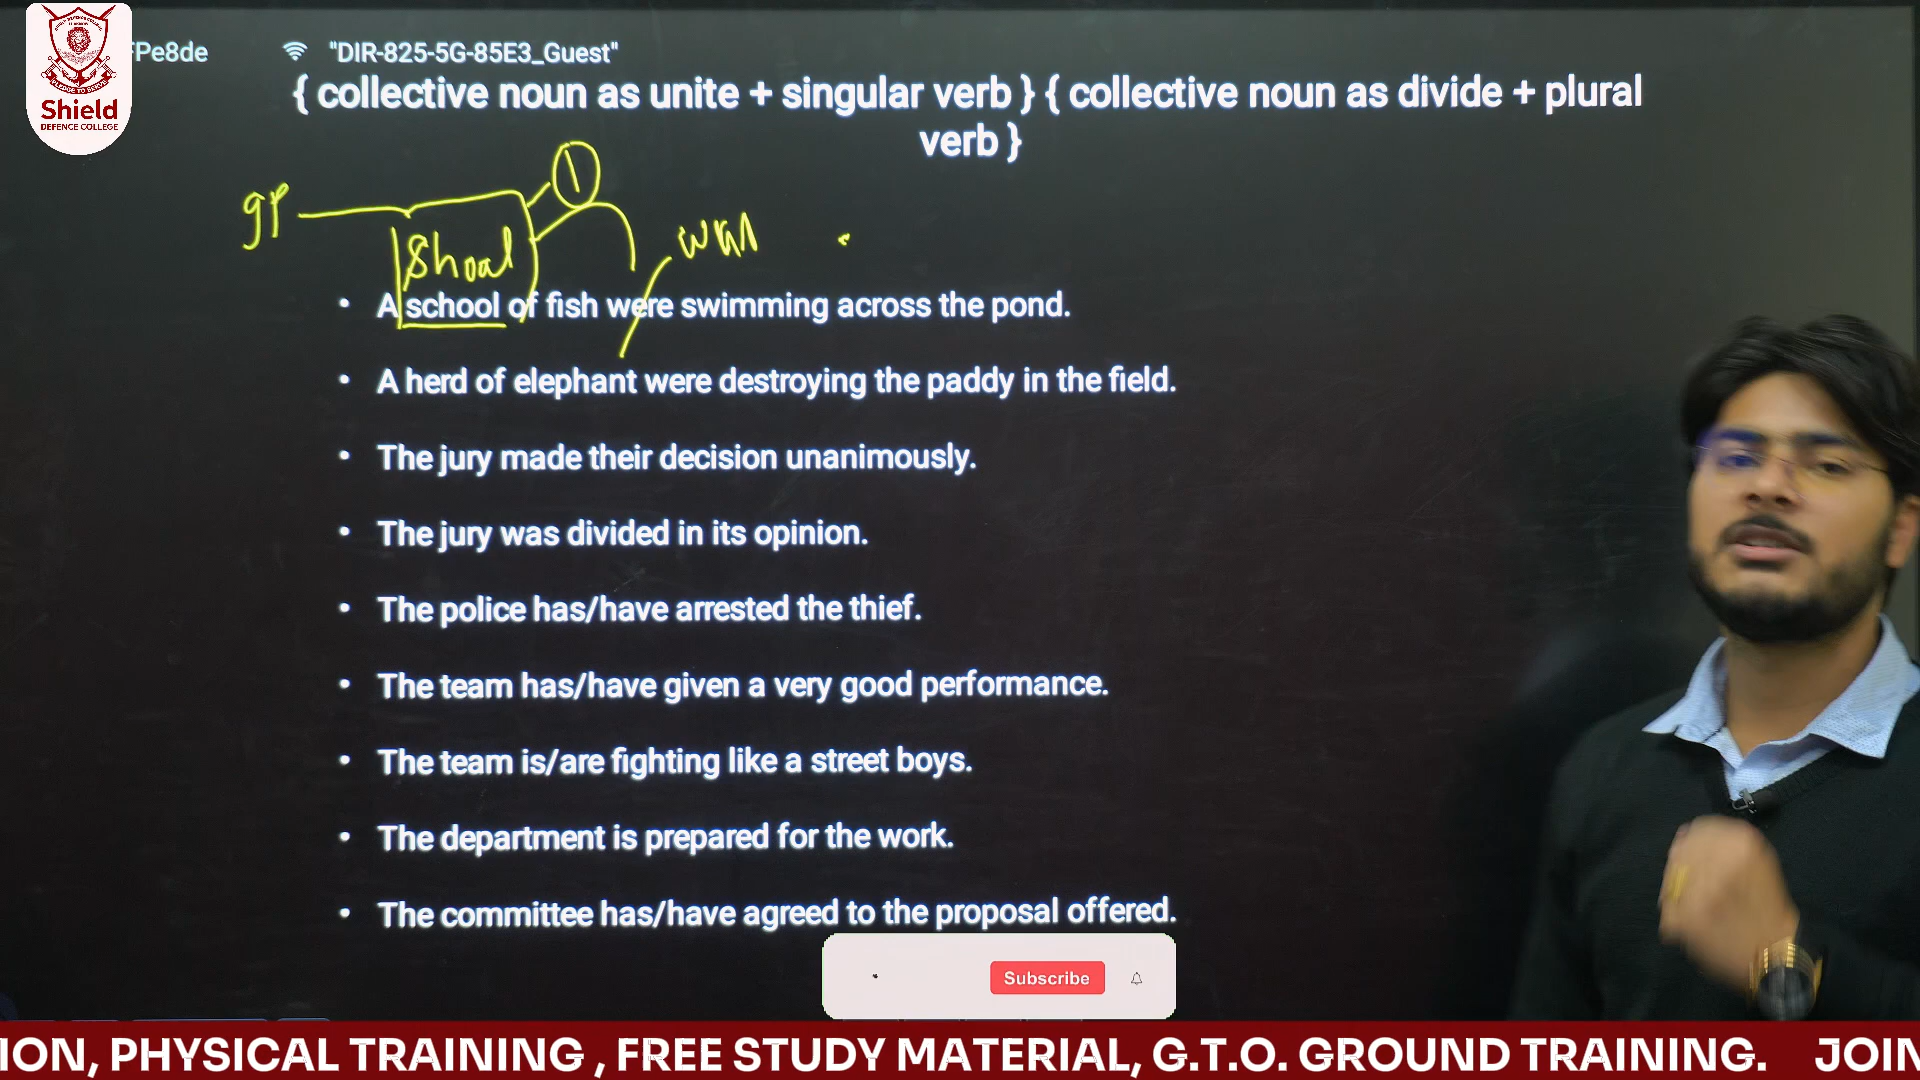 FPe8de
"DIR-825-5G-85E3_Guest"
Shield
DEFENCE COLLEGE
{ collective noun as unite + singular verb } { collective noun as divide + plural
verb }
1
gp
Shoal
was
• A school of fish were swimming across the pond.
• A herd of elephant were destroying the paddy in the field.
• The jury made their decision unanimously.
• The jury was divided in its opinion.
• The police has/have arrested the thief.
• The team has/have given a very good performance.
• The team is/are fighting like a street boys.
• The department is prepared for the work.
• The committee has/have agreed to the proposal offered.
Subscribe
ION, PHYSICAL TRAINING , FREE STUDY MATERIAL, G.T.O. GROUND TRAINING. JOIN